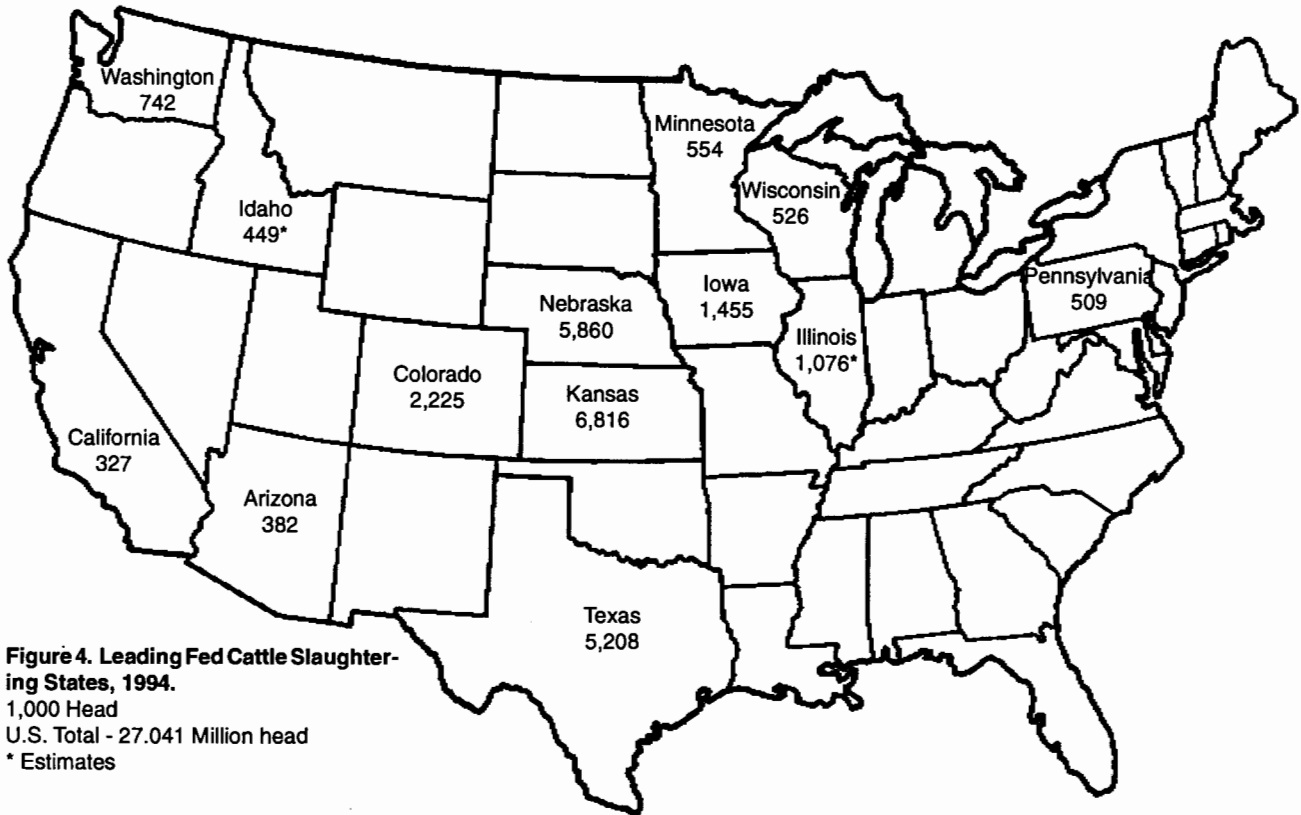 Washington
742
Minnesota
554
Wisconsin
526
Idaho
449*
Iowa
1,455
Pennsylvania
509
Nebraska
5,860
Illinois
1,076*
Colorado
2,225
Kansas
6,816
California
327
Arizona
382
Texas
5,208
Figure 4. Leading Fed Cattle Slaughter-
ing States, 1994.
1,000 Head
U.S. Total - 27.041 Million head
* Estimates